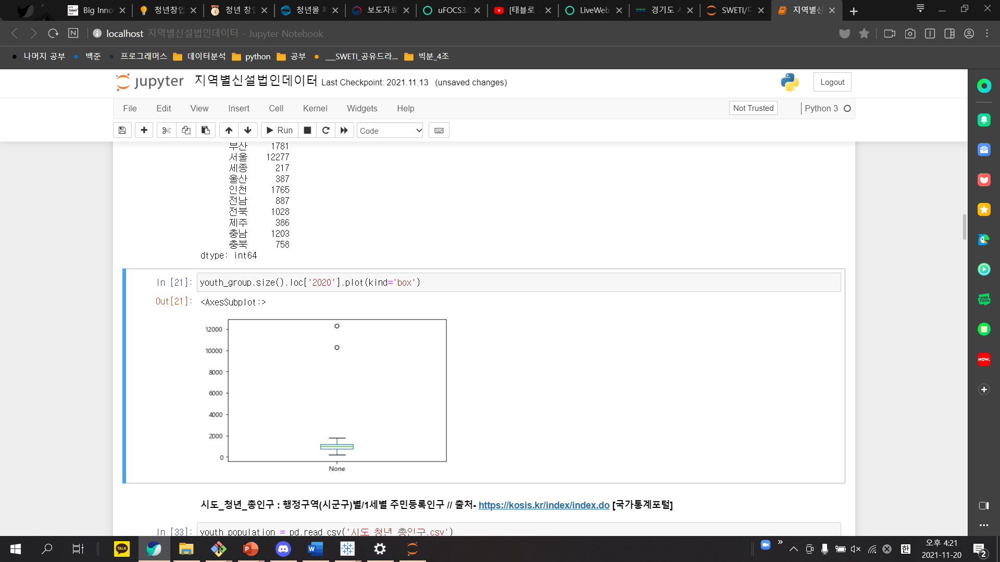 Big Inno
청년창업
청년 창업
청년몰
보도자료
uFOCS3.
[태블로
LiveWeb
경기도
SWETI/
지역별신
localhost 지역별신설법인데이터 - Jupyter Notebook
나머지 공부
백준
프로그래머스
데이터분석
python
공부
___SWETI_공유드라...
빅분_4조
jupyter 지역별신설법인데이터 Last Checkpoint: 2021.11.13 (unsaved changes)
Logout
File Edit View Insert Cell Kernel Widgets Help
Not Trusted
Python 3
Run
Code
부산 1781
서울 12277
세종 217
울산 387
인천 1765
전남 887
전북 1028
제주 386
충남 1203
충북 758
dtype: int64
In [21]: youth_group.size().loc['2020'].plot(kind='box')
Out[21]: <AxesSubplot:>
12000
10000
8000
6000
4000
2000
0
None
시도_청년_총인구 : 행정구역(시군구)별/1세별 주민등록인구 // 출처- https://kosis.kr/index/index.do [국가통계포털]
In [33]: youth_population = pd.read_csv('시도_청년_총인구.csv')
WEB
TOON
NOW.
TALK
한
오후 4:21
2021-11-20
2